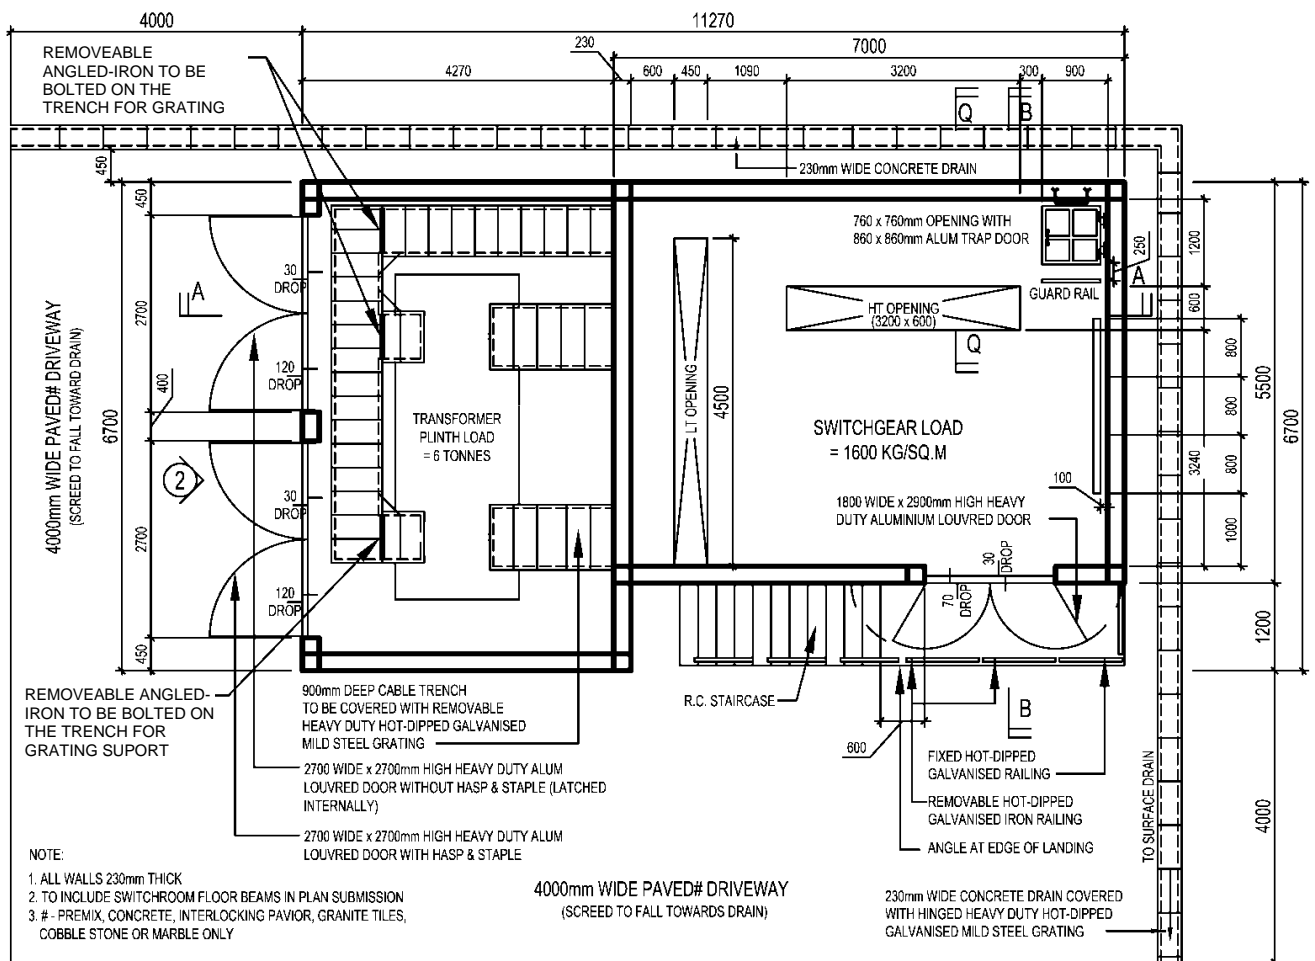 4000
11270
7000
230
4270
600
450
1090
3200
300
900
REMOVEABLE
ANGLED-IRON TO BE
BOLTED ON THE
TRENCH FOR GRATING
Q
B
450
230mm WIDE CONCRETE DRAIN
450
760 x 760mm OPENING WITH
860 x 860mm ALUM TRAP DOOR
1200
250
30
DROP
A
GUARD RAIL
A
2700
HT OPENING
(3200 x 600)
600
4000mm WIDE PAVED# DRIVEWAY
(SCREED TO FALL TOWARD DRAIN)
Q
800
120
DROP
400
6700
TRANSFORMER
PLINTH LOAD
= 6 TONNES
LT OPENING
4500
SWITCHGEAR LOAD
= 1600 KG/SQ.M
800
5500
6700
2
3240
800
100
30
DROP
1800 WIDE x 2900mm HIGH HEAVY
DUTY ALUMINIUM LOUVRED DOOR
2700
1000
30
DROP
70
DROP
120
DROP
450
1200
REMOVEABLE ANGLED-
IRON TO BE BOLTED ON
THE TRENCH FOR
GRATING SUPORT
900mm DEEP CABLE TRENCH
TO BE COVERED WITH REMOVABLE
HEAVY DUTY HOT-DIPPED GALVANISED
MILD STEEL GRATING
R.C. STAIRCASE
B
600
FIXED HOT-DIPPED
GALVANISED RAILING
2700 WIDE x 2700mm HIGH HEAVY DUTY ALUM
LOUVRED DOOR WITHOUT HASP & STAPLE (LATCHED
INTERNALLY)
REMOVABLE HOT-DIPPED
GALVANISED IRON RAILING
TO SURFACE DRAIN
4000
2700 WIDE x 2700mm HIGH HEAVY DUTY ALUM
LOUVRED DOOR WITH HASP & STAPLE
ANGLE AT EDGE OF LANDING
NOTE:
1. ALL WALLS 230mm THICK
2. TO INCLUDE SWITCHROOM FLOOR BEAMS IN PLAN SUBMISSION
3. # - PREMIX, CONCRETE, INTERLOCKING PAVIOR, GRANITE TILES,
COBBLE STONE OR MARBLE ONLY
4000mm WIDE PAVED# DRIVEWAY
(SCREED TO FALL TOWARDS DRAIN)
230mm WIDE CONCRETE DRAIN COVERED
WITH HINGED HEAVY DUTY HOT-DIPPED
GALVANISED MILD STEEL GRATING